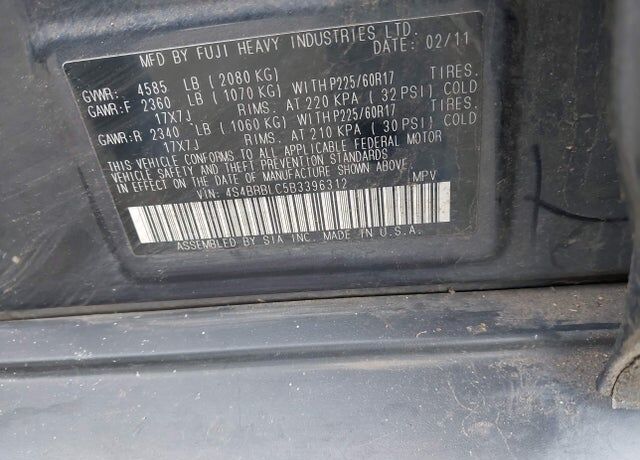 MFD BY FUJI HEAVY INDUSTRIES LTD.
DATE: 02/11
GVWR: 4585 LB (2080 KG)
GAWR:F 2360 LB (1070 KG) WITH P225/60R17 TIRES.
17X7J RIMS. AT 220 KPA (32 PSI) COLD
GAWR:R 2340 LB (1060 KG) WITH P225/60R17 TIRES.
17X7J RIMS. AT 210 KPA (30 PSI) COLD
THIS VEHICLE CONFORMS TO ALL APPLICABLE FEDERAL MOTOR
VEHICLE SAFETY AND THEFT PREVENTION STANDARDS
IN EFFECT ON THE DATE OF MANUFACTURE SHOWN ABOVE.
VIN: 4S4BRBLC5B3396312 MPV
ASSEMBLED BY SIA INC. MADE IN U.S.A.